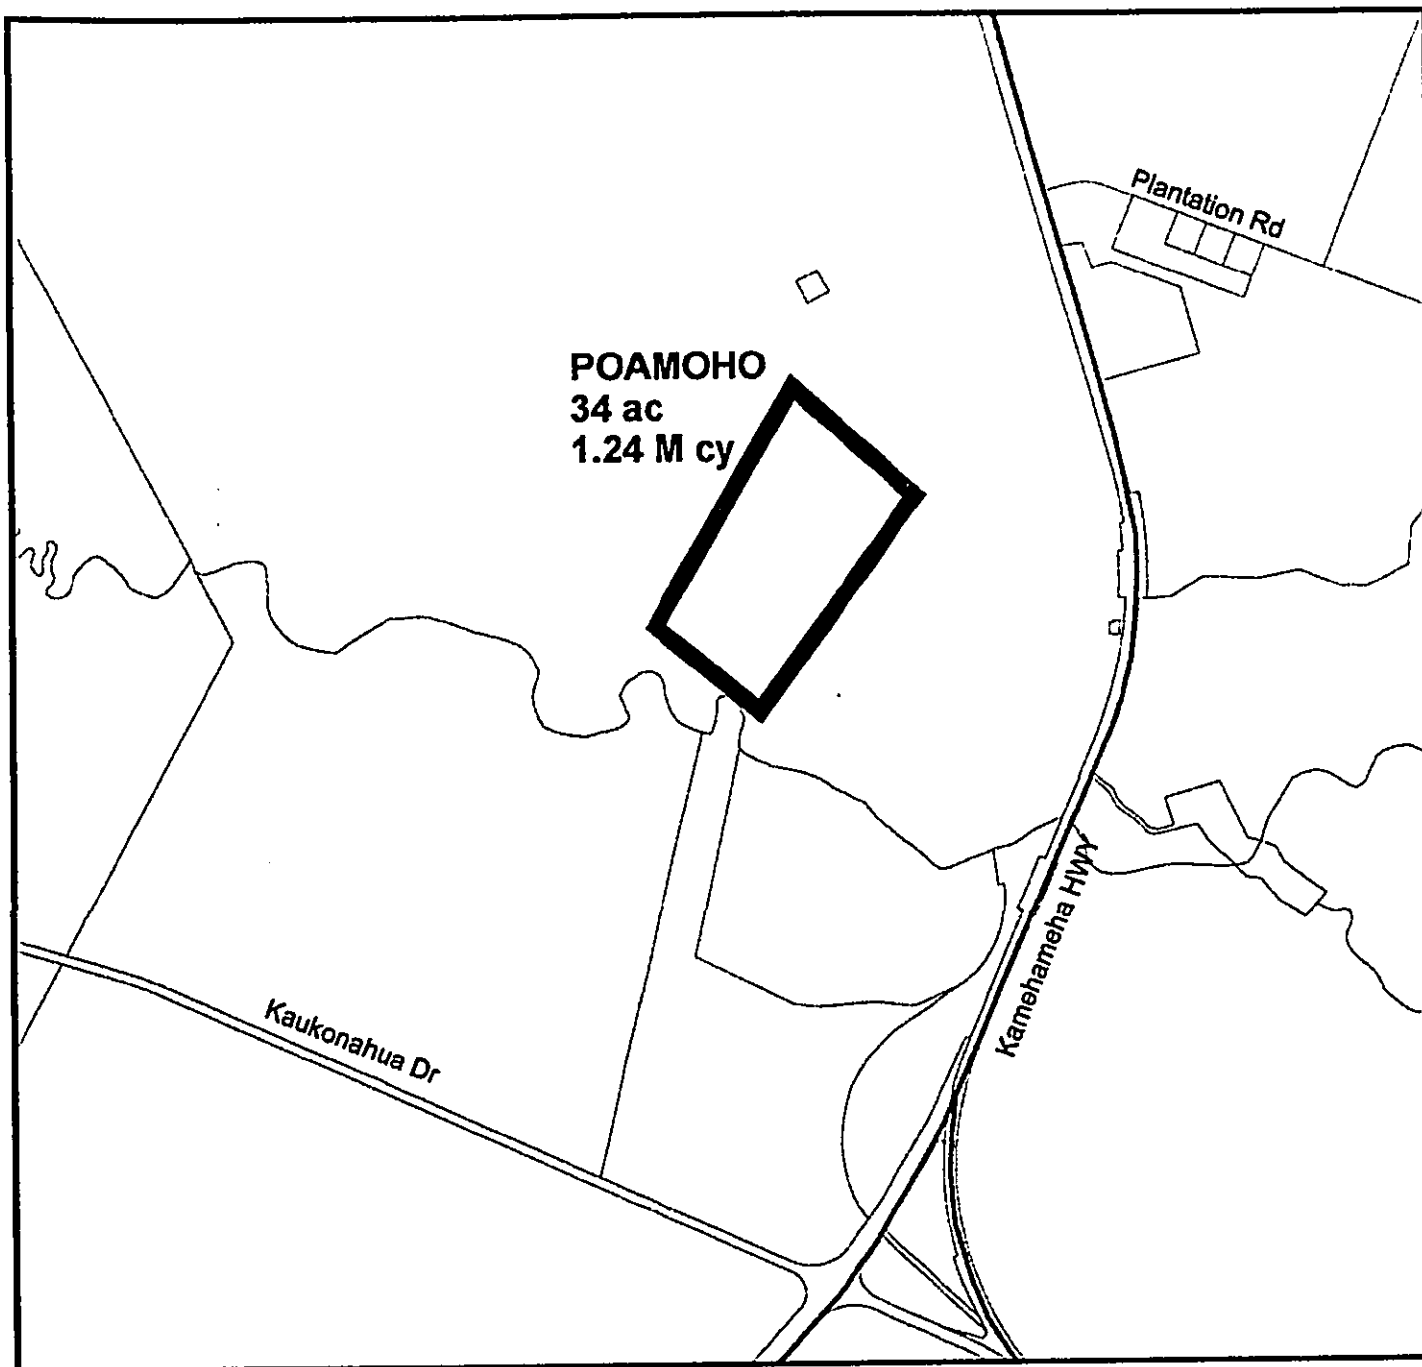 Plantation Rd
POAMOHO
34 ac
1.24 M cy
Kamehameha HWY
Kaukonahua Dr